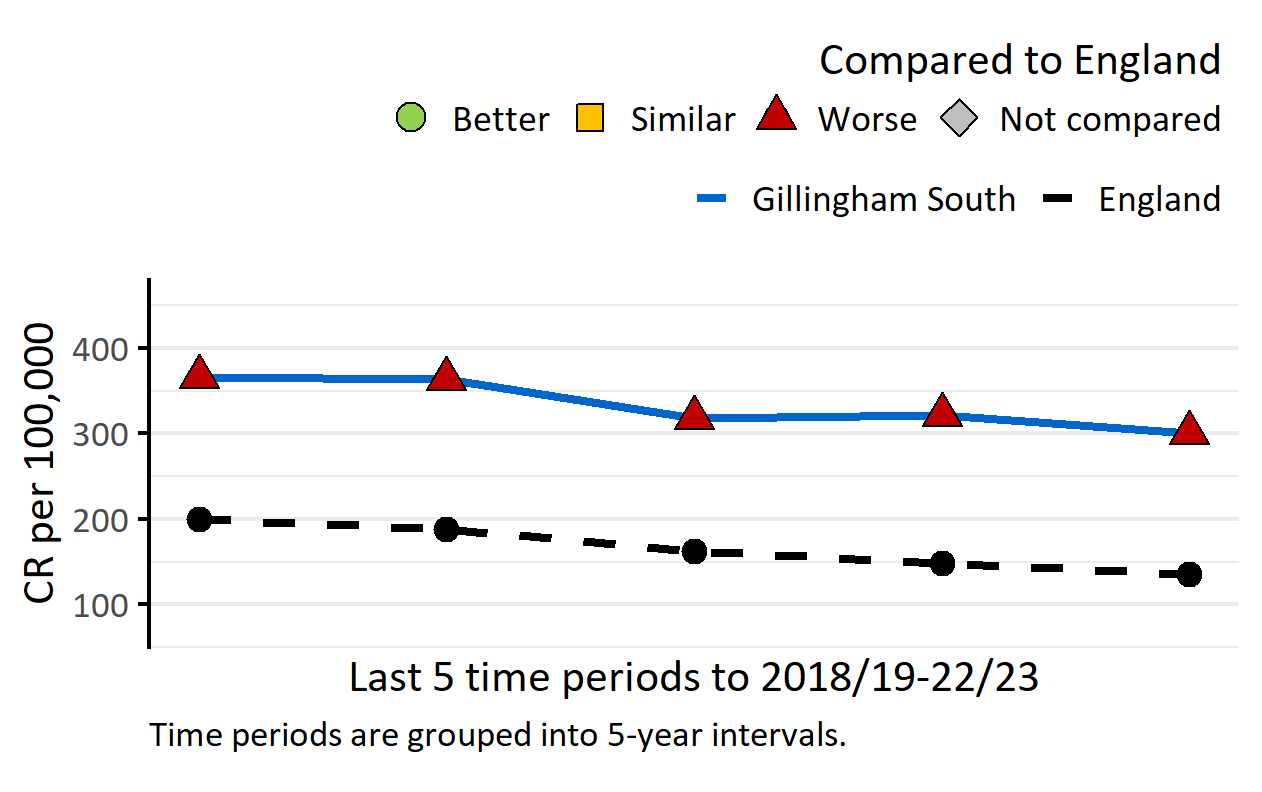 Compared to England
Better Similar Worse Not compared
Gillingham South England
CR per 100,000
400
300
200
100
Last 5 time periods to 2018/19-22/23
Time periods are grouped into 5-year intervals.